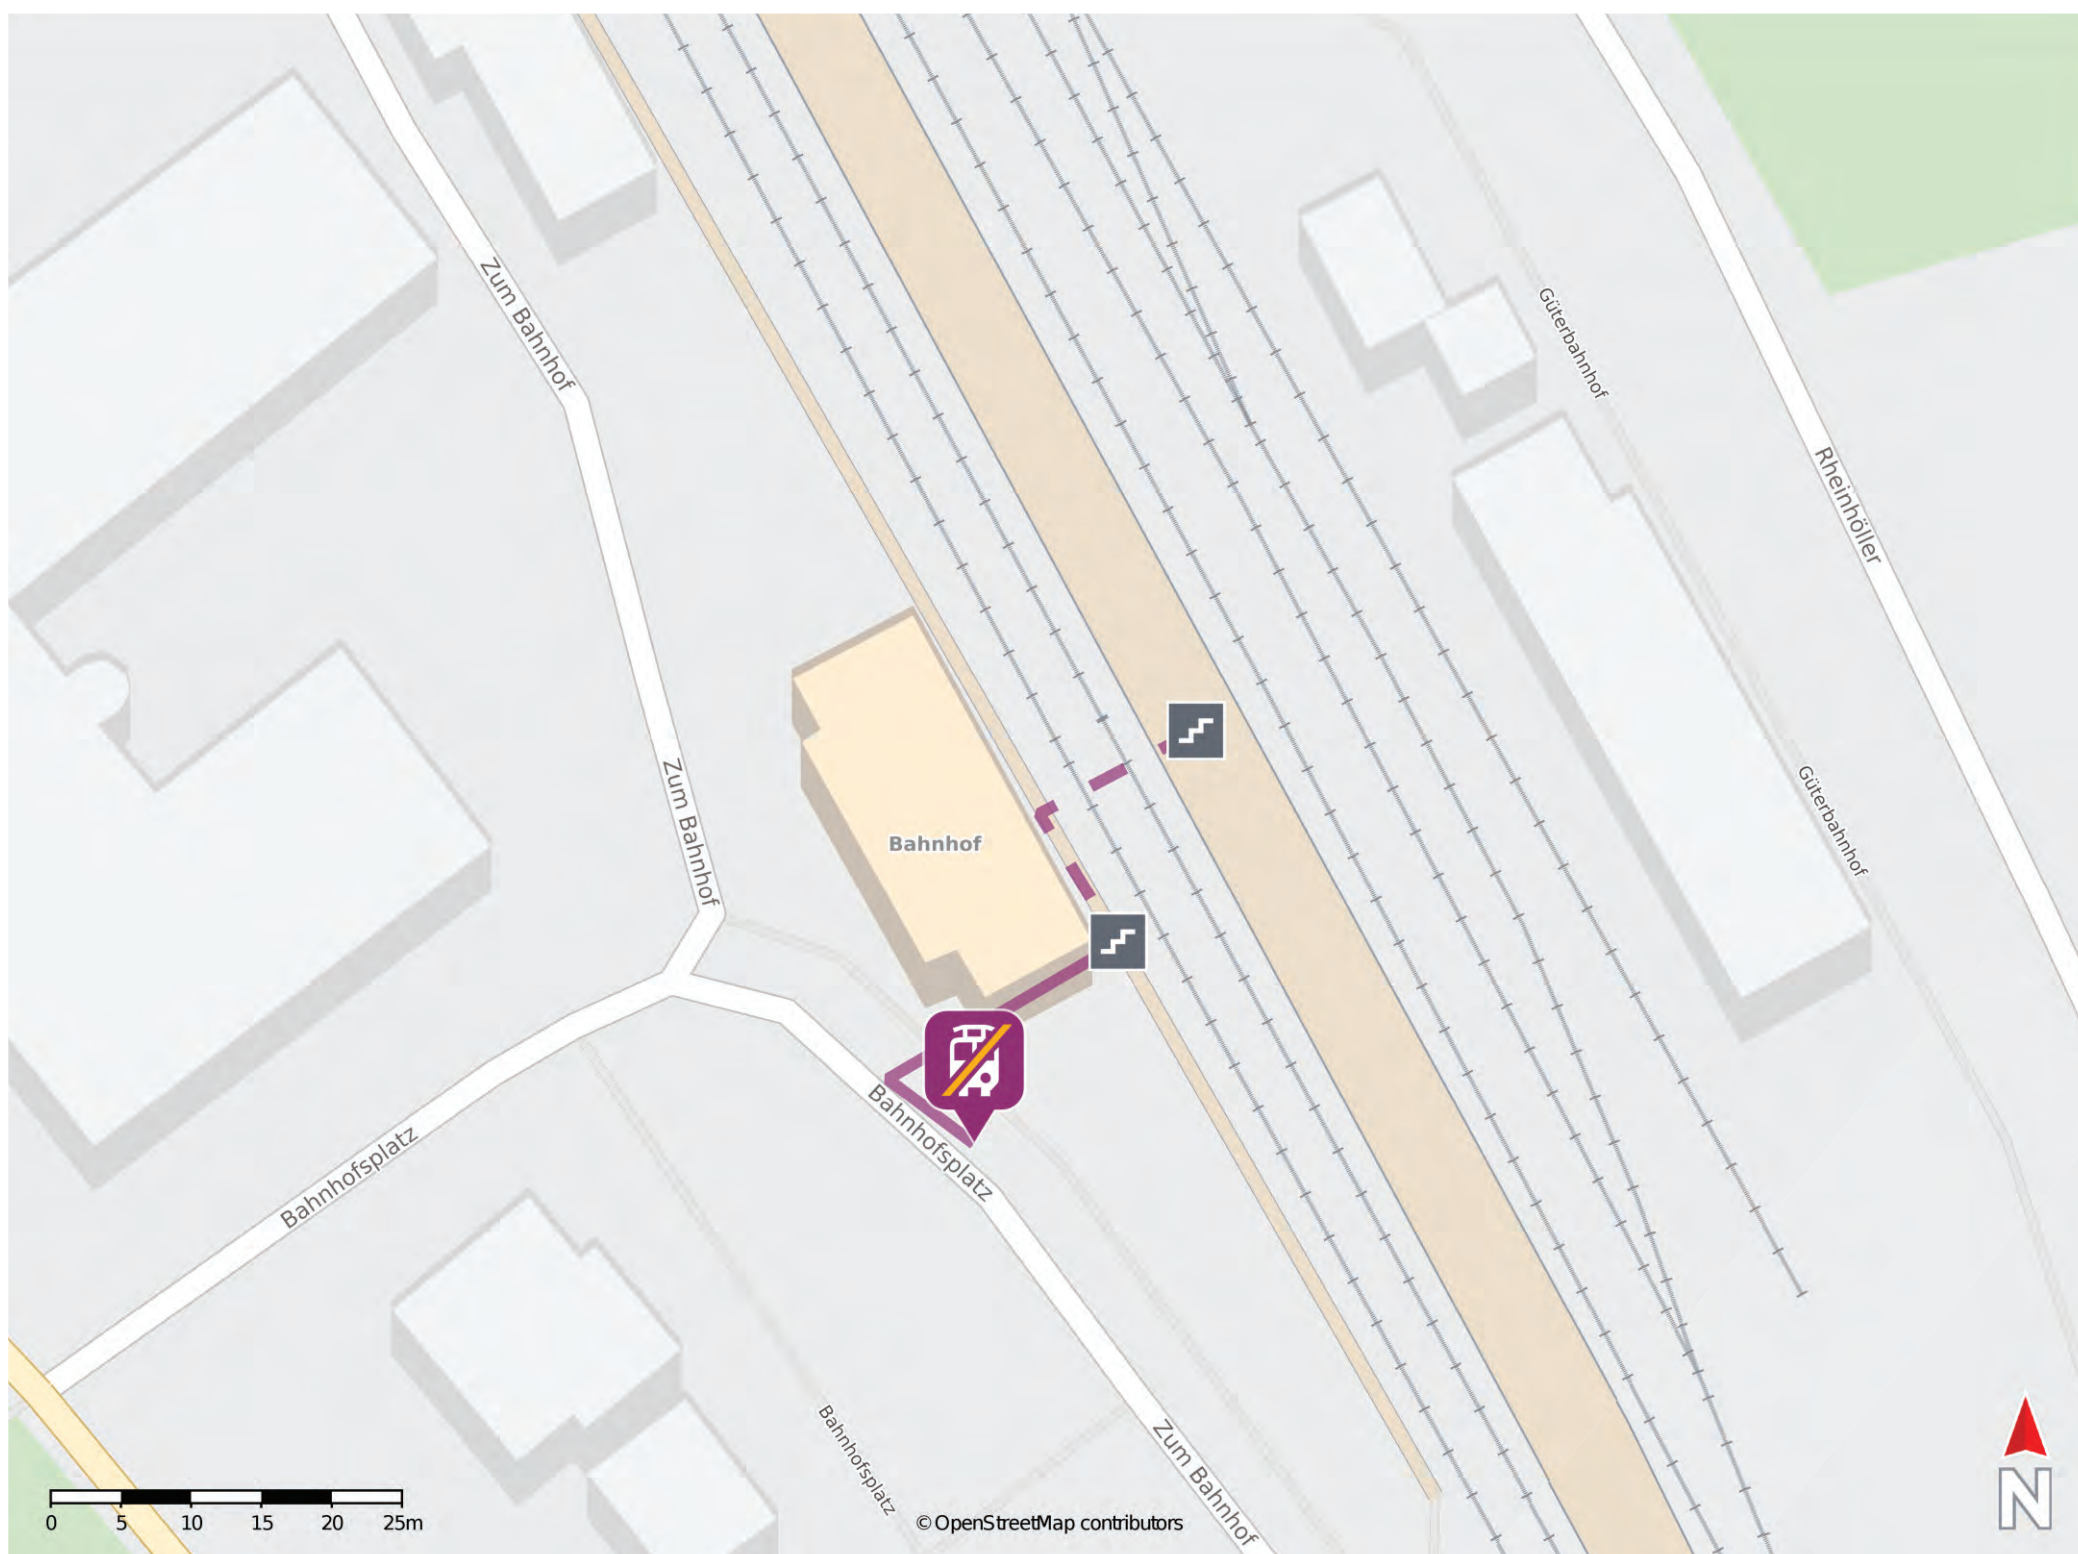 Zum Bahnhof
Güterbahnhof
Rheinhöller
Zum Bahnhof
Bahnhof
Güterbahnhof
Bahnhofsplatz
Bahnhofsplatz
Bahnhofsplatz
Zum Bahnhof
0 5 10 15 20 25m
© OpenStreetMap contributors
N